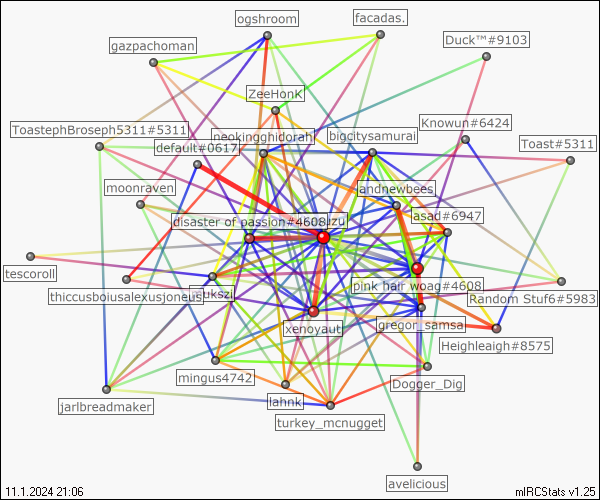 ogshroom
facadas.
gazpachoman
Duck™#9103
ZeeHonK
Knowun#6424
ToastephBroseph5311#5311
neokingghidorah
bigcitysamurai
Toast#5311
default#0617
moonraven
andnewbees
asad#6947
disaster of passion#4608
uzu
tescoroll
thiccusboiusalexusjoneus
sukszi
pink hair woag#4608
Random Stuf6#5983
xenoyaut
gregor_samsa
Heighleigh#8575
mingus4742
Dogger_Dig
jarlbreadmaker
lahnk
turkey_mcnugget
avelicious
11.1.2024 21:06
mIRCStats v1.25